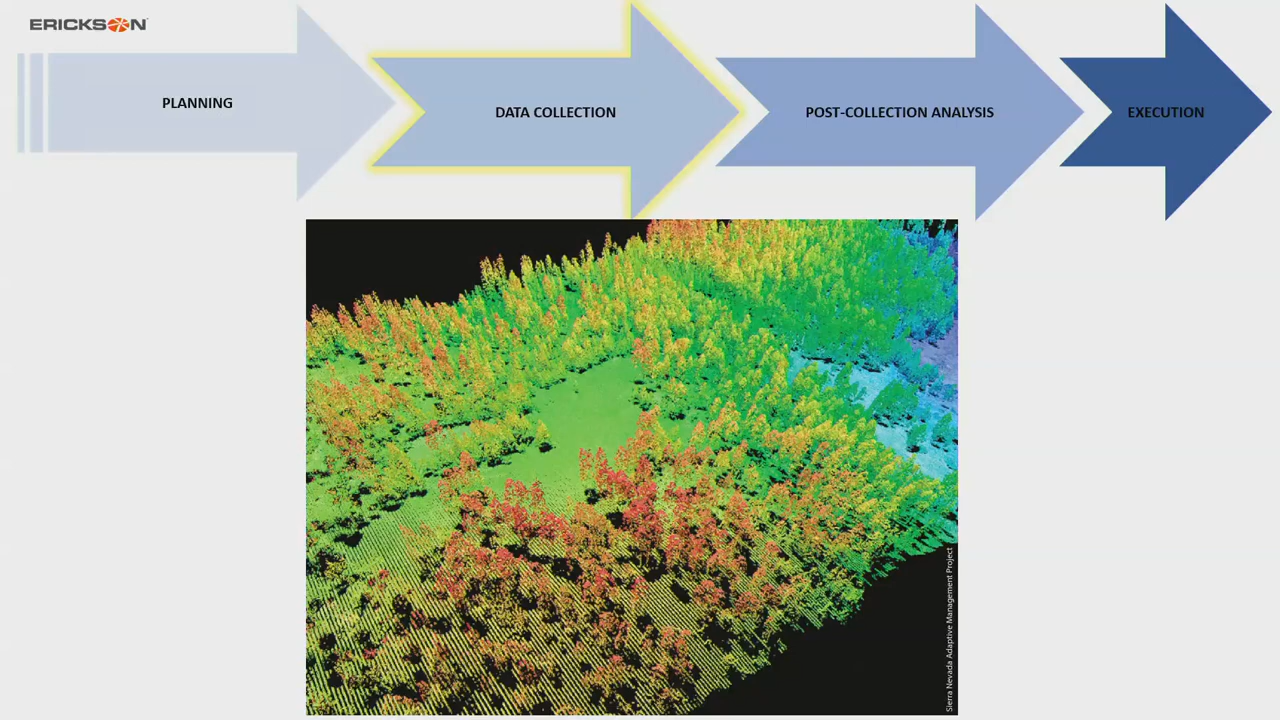 ERICKSON
PLANNING
DATA COLLECTION
POST-COLLECTION ANALYSIS
EXECUTION
Sierra Nevada Adaptive Management Project